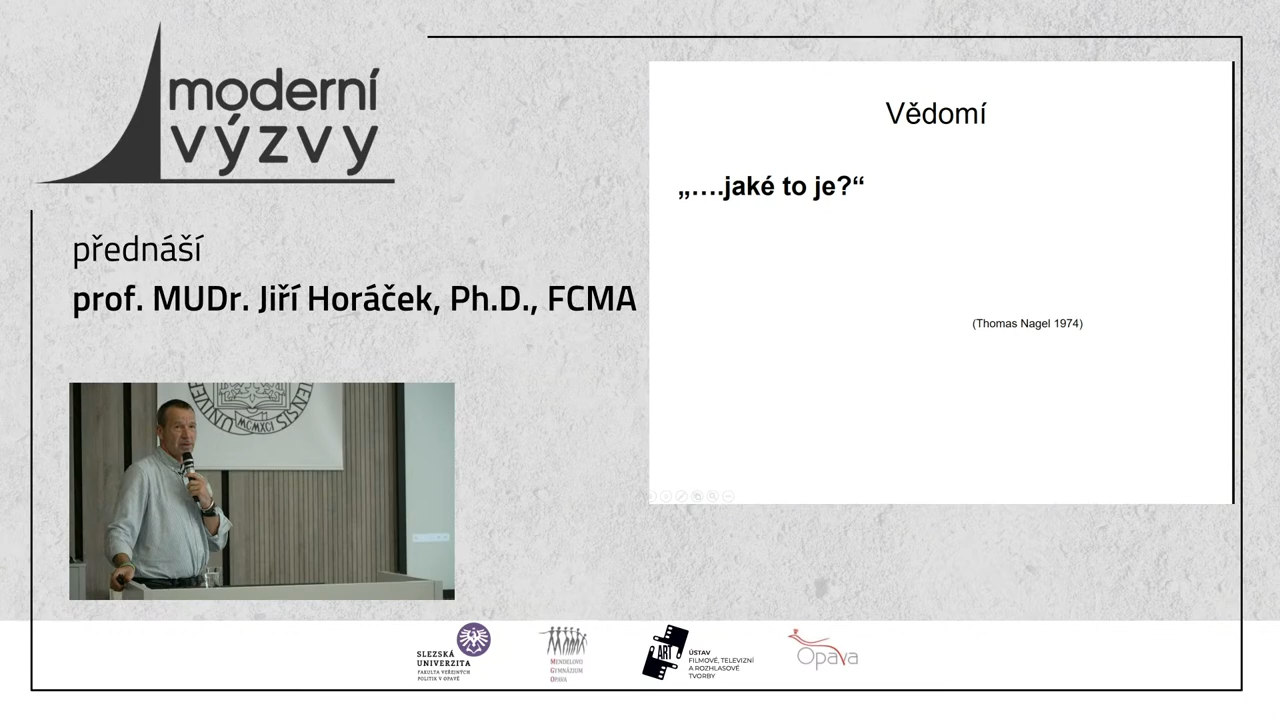 moderní
výzvy
přednáší
prof. MUDr. Jiří Horáček, Ph.D., FCMA
Vědomí
„….jaké to je?“
(Thomas Nagel 1974)
MCMXCI
SLEZSKÁ
UNIVERZITA
FAKULTA VEŘEJNÝCH
POLITIK V OPAVĚ
MENDELOVO
GYMNÁZIUM
OPAVA
ART
ÚSTAV
FILMOVÉ, TELEVIZNÍ
A ROZHLASOVÉ
TVORBY
Opava